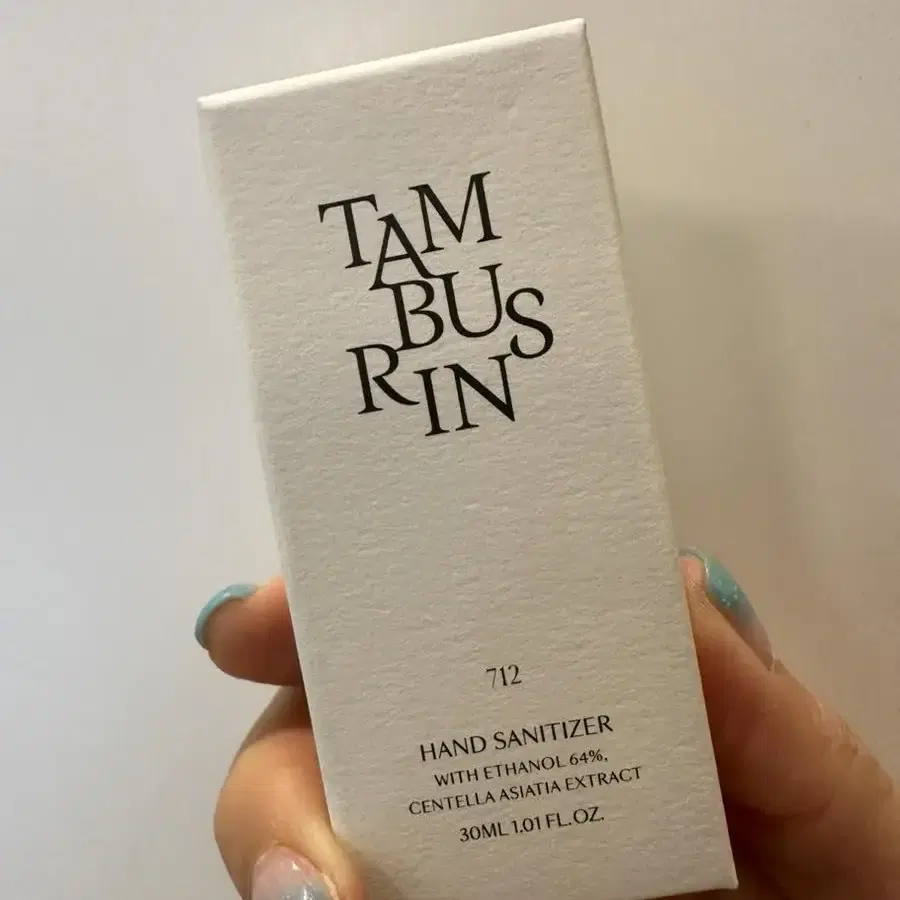 TAM
BUS
RIN
712
HAND SANITIZER
WITH ETHANOL 64%,
CENTELLA ASIATIA EXTRACT
30ML 1.01 FL.OZ.